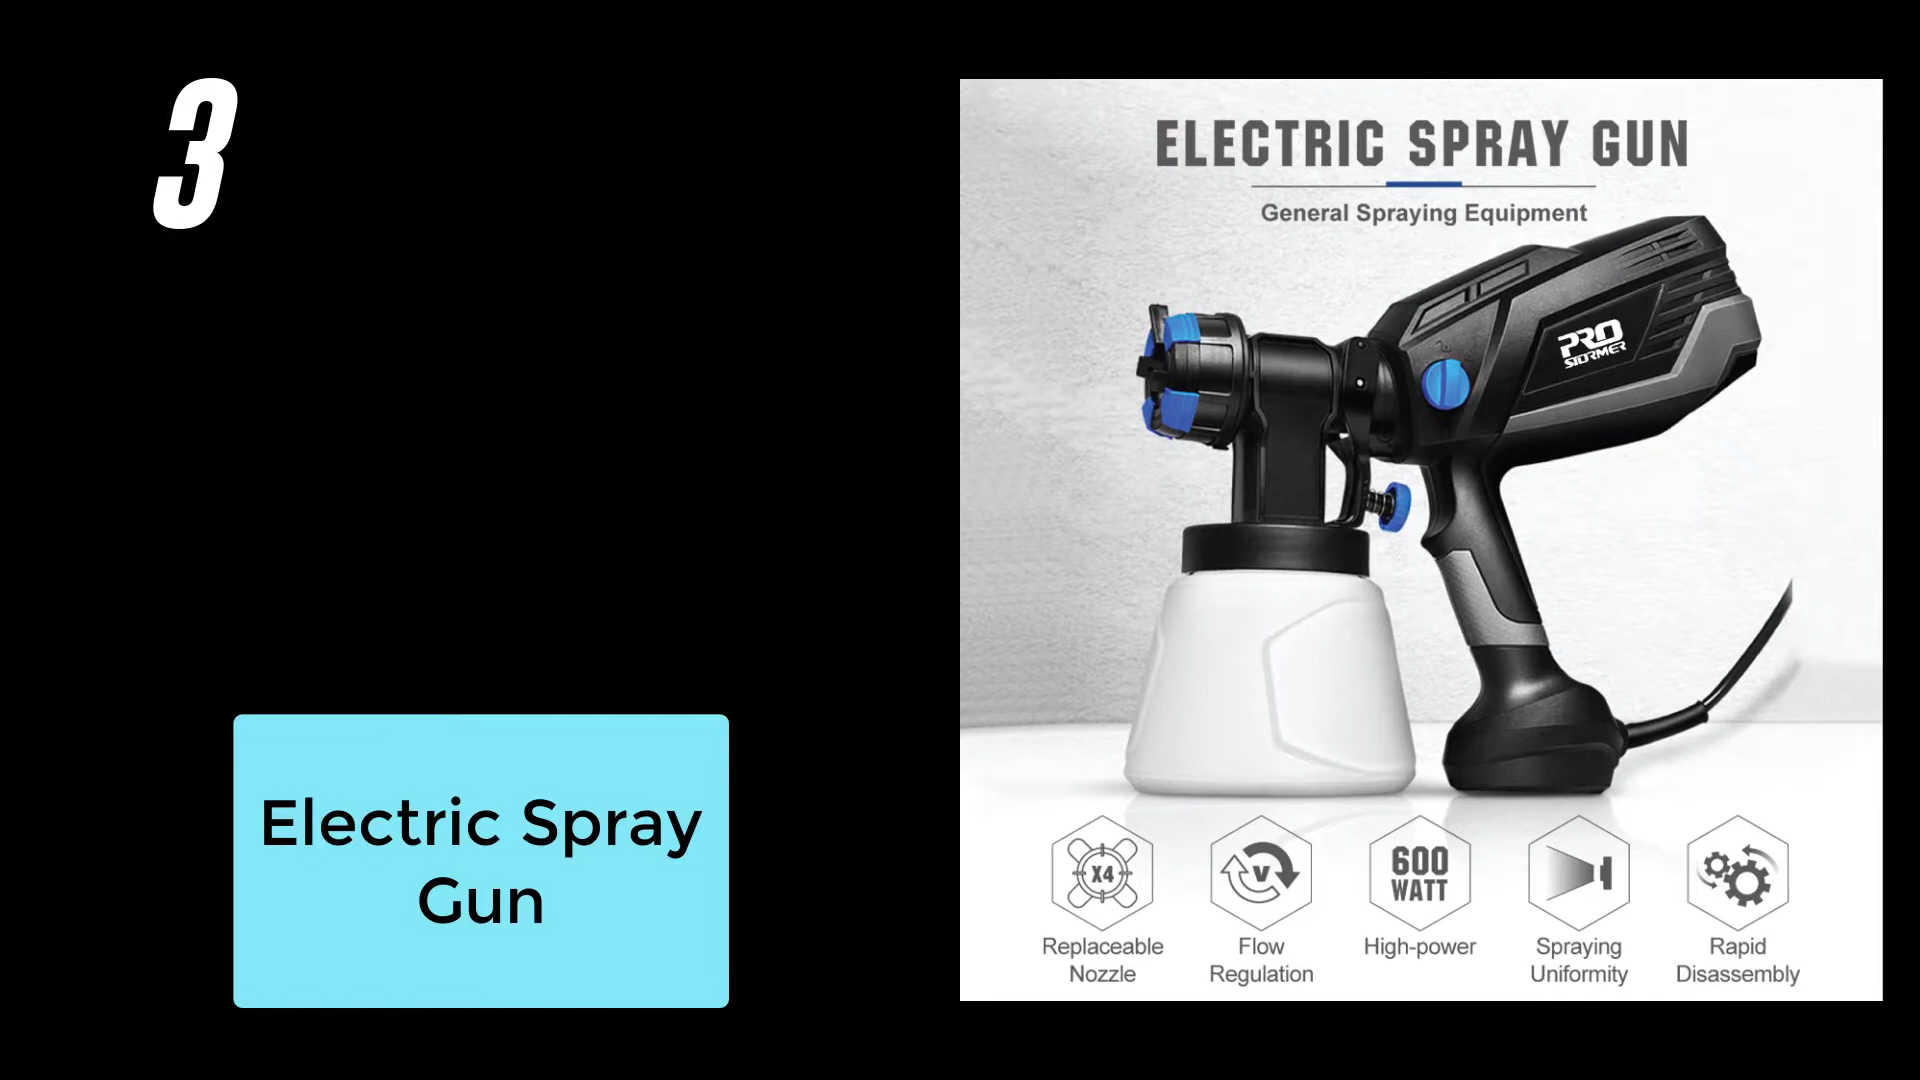 3
Electric Spray
Gun
ELECTRIC SPRAY GUN
General Spraying Equipment
PRO
STORMER
X4
V
600
WATT
Replaceable
Nozzle
Flow
Regulation
High-power
Spraying
Uniformity
Rapid
Disassembly